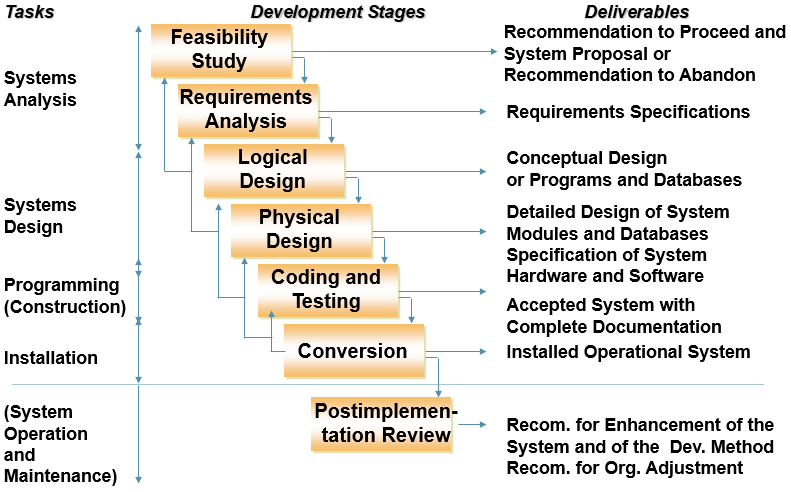 Tasks
Development Stages
Deliverables
Systems
Analysis
Feasibility
Study
Recommendation to Proceed and
System Proposal or
Recommendation to Abandon
Requirements
Analysis
Requirements Specifications
Systems
Design
Logical
Design
Conceptual Design
or Programs and Databases
Physical
Design
Detailed Design of System
Modules and Databases
Specification of System
Hardware and Software
Programming
(Construction)
Coding and
Testing
Accepted System with
Complete Documentation
Installation
Conversion
Installed Operational System
(System
Operation
and
Maintenance)
Postimplemen-
tation Review
Recom. for Enhancement of the
System and of the Dev. Method
Recom. for Org. Adjustment